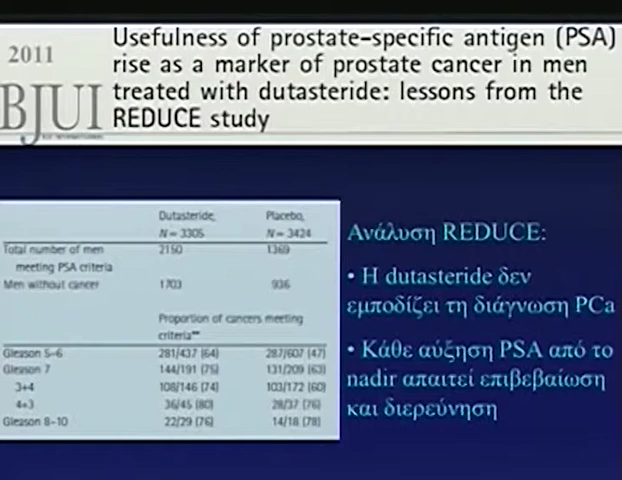 2011
Usefulness of prostate-specific antigen (PSA)
rise as a marker of prostate cancer in men
treated with dutasteride: lessons from the
REDUCE study
BJUI
Dutasteride, Placebo,
N = 3305 N = 3424
Total number of men 2150 1369
meeting PSA criteria
Men without cancer 1703 936
Proportion of cancers meeting
criteria**
Gleason 5-6 281/437 (64) 287/607 (47)
Gleason 7 144/191 (75) 131/209 (63)
3+4 108/146 (74) 103/172 (60)
4+3 36/45 (80) 28/37 (76)
Gleason 8-10 22/29 (76) 14/18 (78)
Ανάλυση REDUCE:
• Η dutasteride δεν
εμποδίζει τη διάγνωση PCa
• Κάθε αύξηση PSA από το
nadir απαιτεί επιβεβαίωση
και διερεύνηση